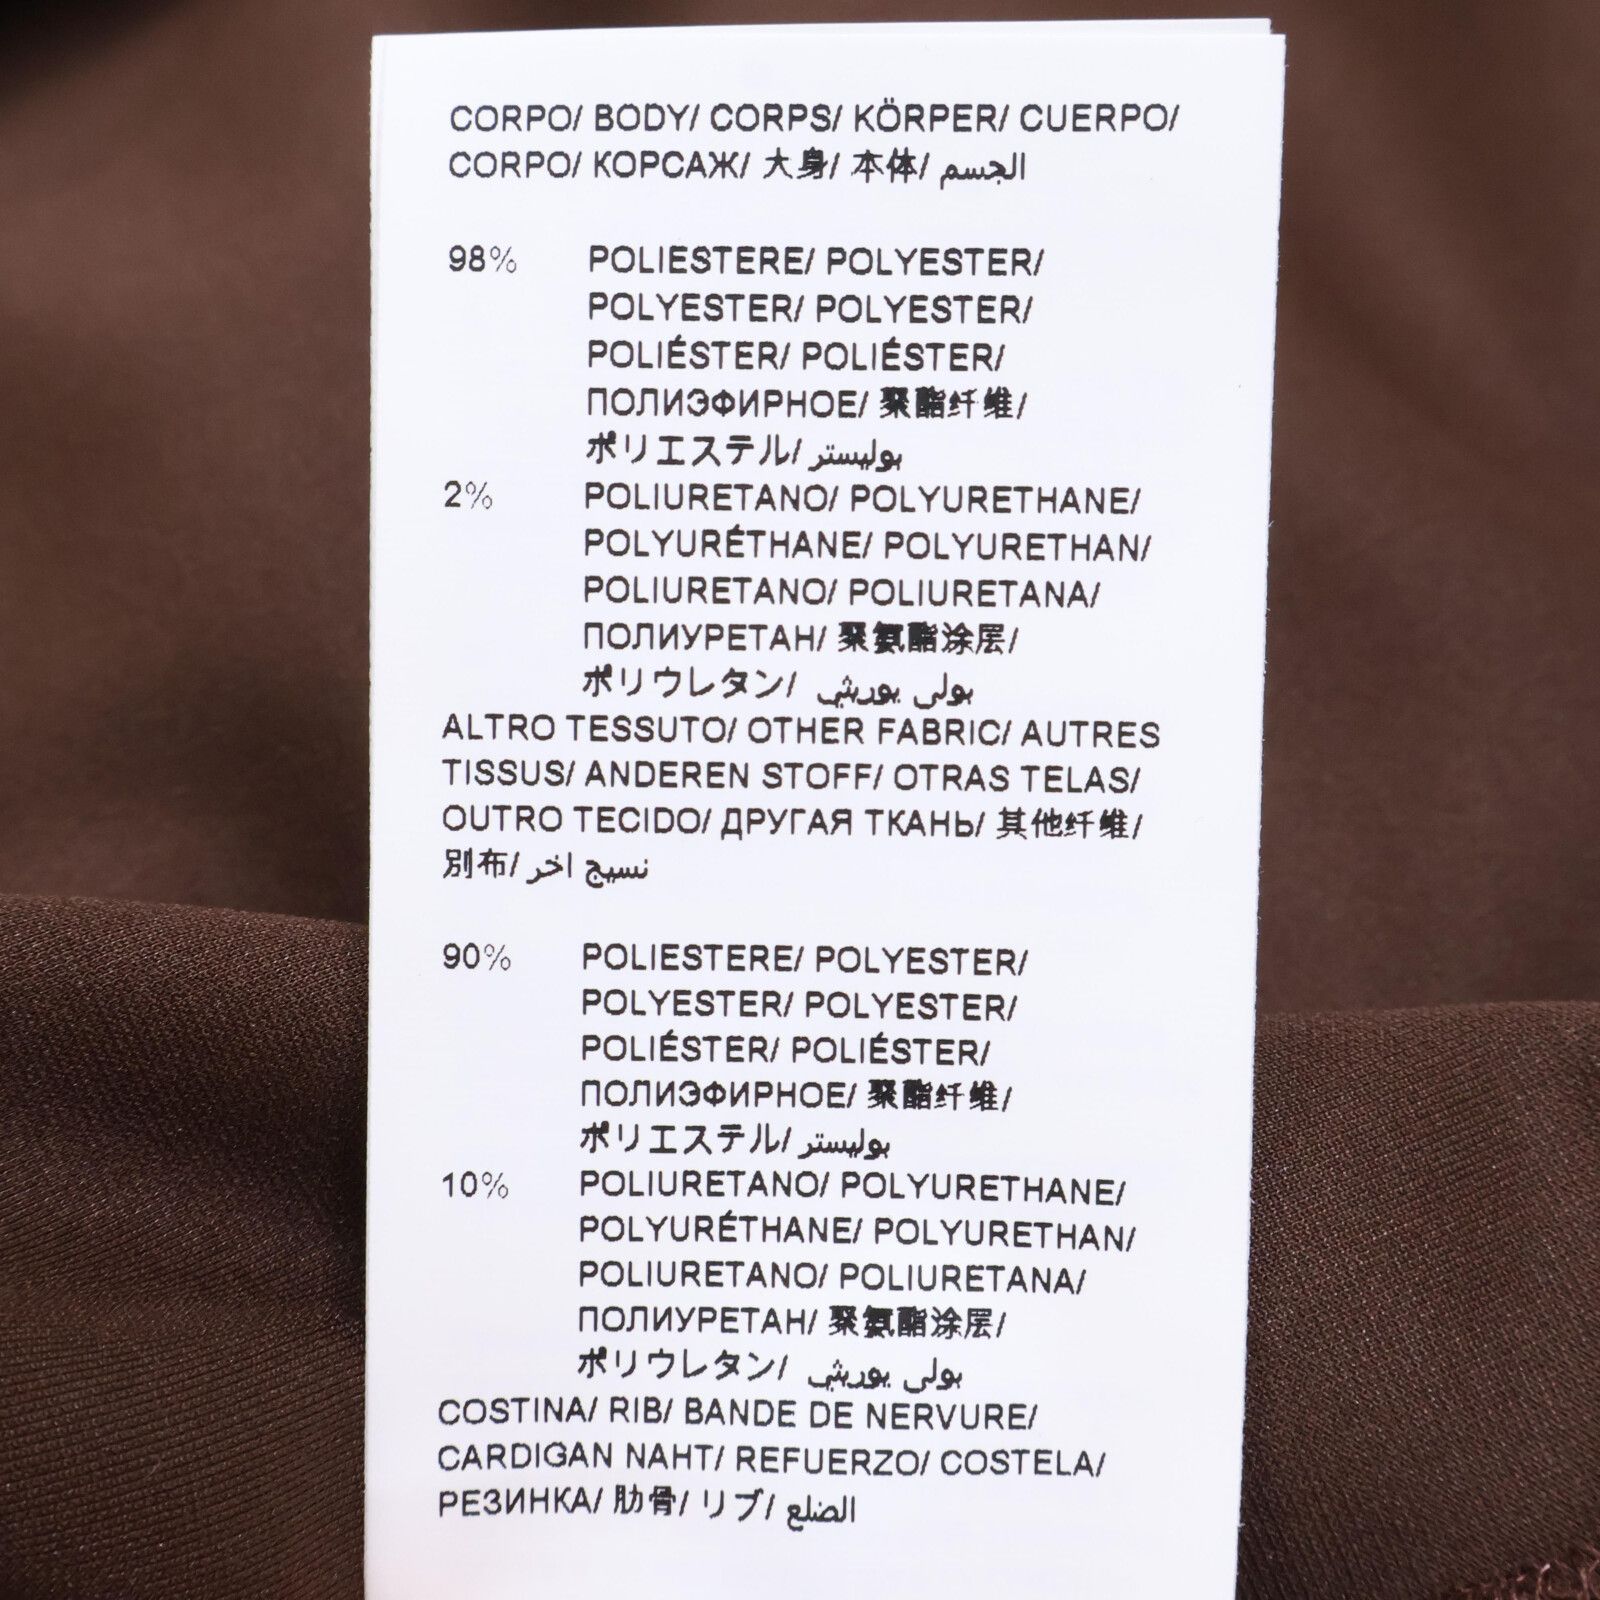 CORPO/ BODY/ CORPS/ KÖRPER/ CUERPO/
CORPO/ КОРСАЖ/ 大身/ 本体/ الجسم
98% POLIESTERE/ POLYESTER/
POLYESTER/ POLYESTER/
POLIÉSTER/ POLIÉSTER/
ПОЛИЭФИРНОЕ/ 聚酯纤维/
ポリエステル/ بوليستر
2% POLIURETANO/ POLYURETHANE/
POLYURÉTHANE/ POLYURETHAN/
POLIURETANO/ POLIURETANA/
ПОЛИУРЕТАН/ 聚氨酯涂层/
ポリウレタン/ بولى يوريثي
ALTRO TESSUTO/ OTHER FABRIC/ AUTRES
TISSUS/ ANDEREN STOFF/ OTRAS TELAS/
OUTRO TECIDO/ ДРУГАЯ ТКАНЬ/ 其他纤维/
別布/ نسيج اخر
90% POLIESTERE/ POLYESTER/
POLYESTER/ POLYESTER/
POLIÉSTER/ POLIÉSTER/
ПОЛИЭФИРНОЕ/ 聚酯纤维/
ポリエステル/ بوليستر
10% POLIURETANO/ POLYURETHANE/
POLYURÉTHANE/ POLYURETHAN/
POLIURETANO/ POLIURETANA/
ПОЛИУРЕТАН/ 聚氨酯涂层/
ポリウレタン/ بولى يوريثي
COSTINA/ RIB/ BANDE DE NERVURE/
CARDIGAN NAHT/ REFUERZO/ COSTELA/
РЕЗИНКА/ 肋骨/ リブ/ الضلع